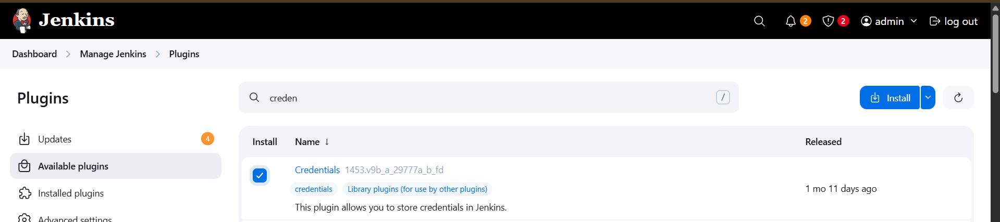 Jenkins 2 2 admin log out
Dashboard Manage Jenkins Plugins
Plugins
creden /
Install
Updates 4
Available plugins
Installed plugins
Advanced settings
Install Name ↓ Released
Credentials 1453.v9b_a_29777a_b_fd
credentials Library plugins (for use by other plugins)
1 mo 11 days ago
This plugin allows you to store credentials in Jenkins.